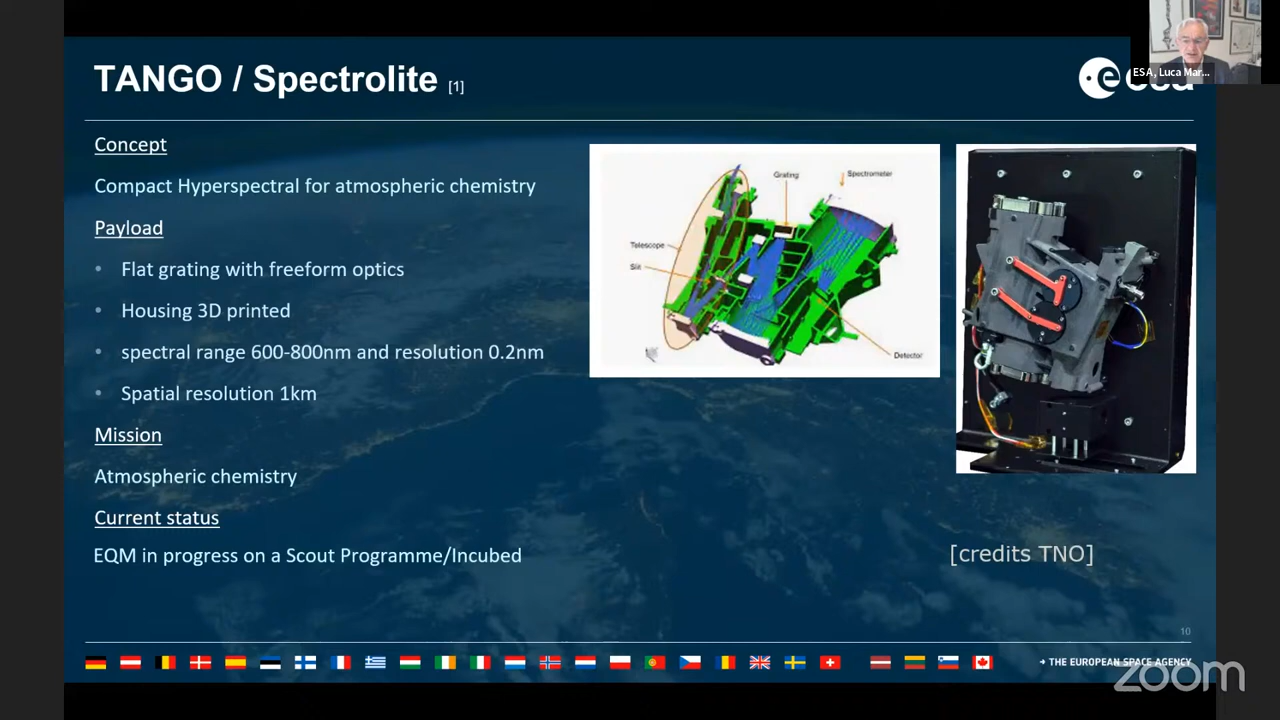 TANGO / Spectrolite [1]
ESA, Luca Mar...
esa
Concept
Compact Hyperspectral for atmospheric chemistry
Payload
• Flat grating with freeform optics
• Housing 3D printed
• spectral range 600-800nm and resolution 0.2nm
• Spatial resolution 1km
Mission
Atmospheric chemistry
Current status
EQM in progress on a Scout Programme/Incubed
Grating
Spectrometer
Telescope
Slit
Detector
[credits TNO]
10
→ THE EUROPEAN SPACE AGENCY
zoom